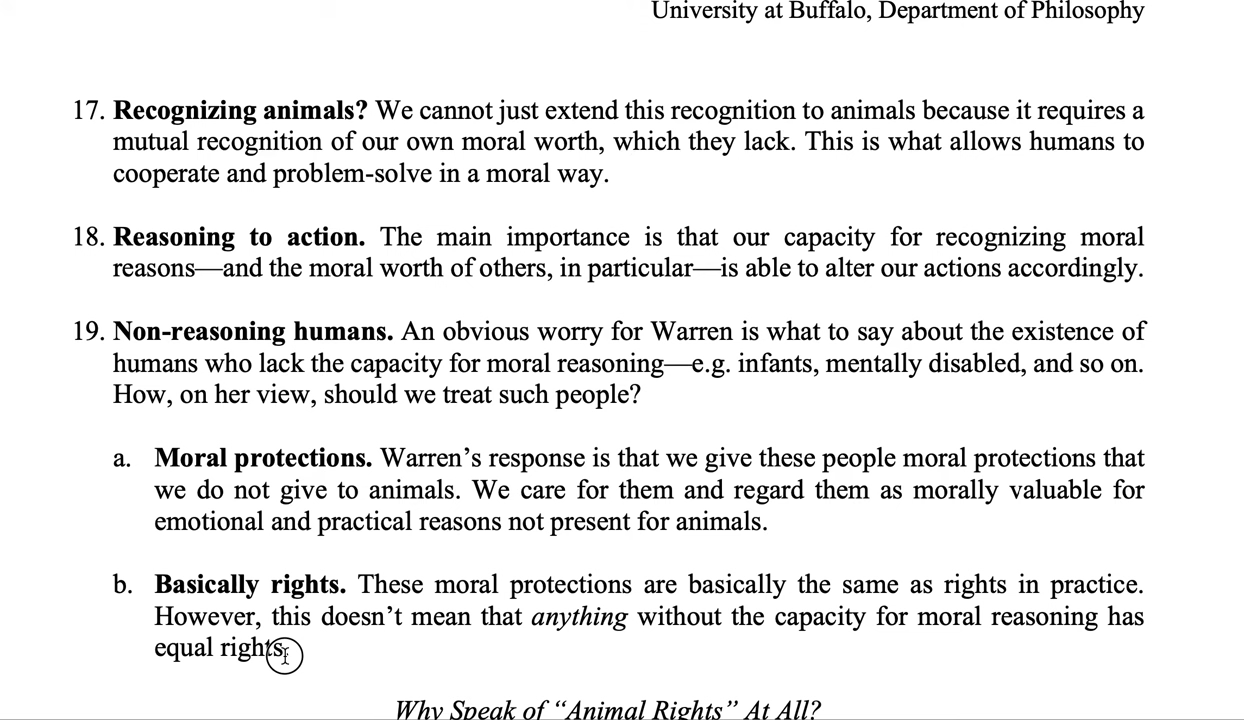 University at Buffalo, Department of Philosophy
17. Recognizing animals? We cannot just extend this recognition to animals because it requires a
mutual recognition of our own moral worth, which they lack. This is what allows humans to
cooperate and problem-solve in a moral way.
18. Reasoning to action. The main importance is that our capacity for recognizing moral
reasons—and the moral worth of others, in particular—is able to alter our actions accordingly.
19. Non-reasoning humans. An obvious worry for Warren is what to say about the existence of
humans who lack the capacity for moral reasoning—e.g. infants, mentally disabled, and so on.
How, on her view, should we treat such people?
a. Moral protections. Warren’s response is that we give these people moral protections that
we do not give to animals. We care for them and regard them as morally valuable for
emotional and practical reasons not present for animals.
b. Basically rights. These moral protections are basically the same as rights in practice.
However, this doesn’t mean that anything without the capacity for moral reasoning has
equal rights.
Why Speak of “Animal Rights” At All?